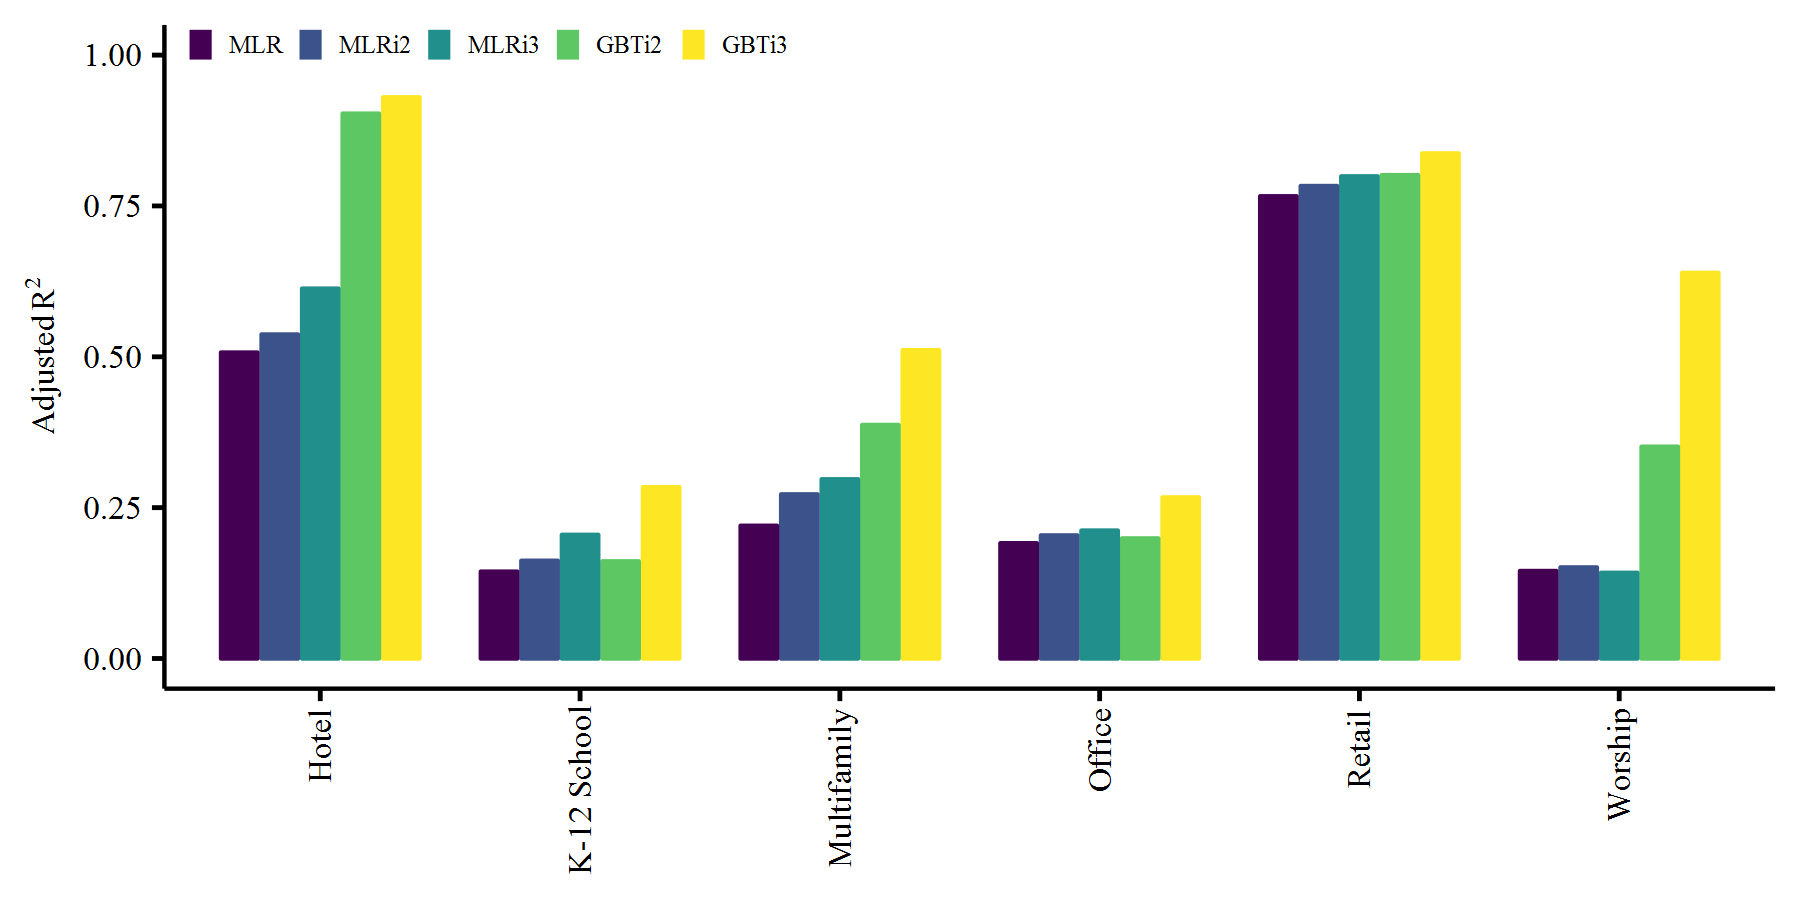 MLR MLRi2 MLRi3 GBTi2 GBTi3
Adjusted R²
1.00
0.75
0.50
0.25
0.00
Hotel
K-12 School
Multifamily
Office
Retail
Worship